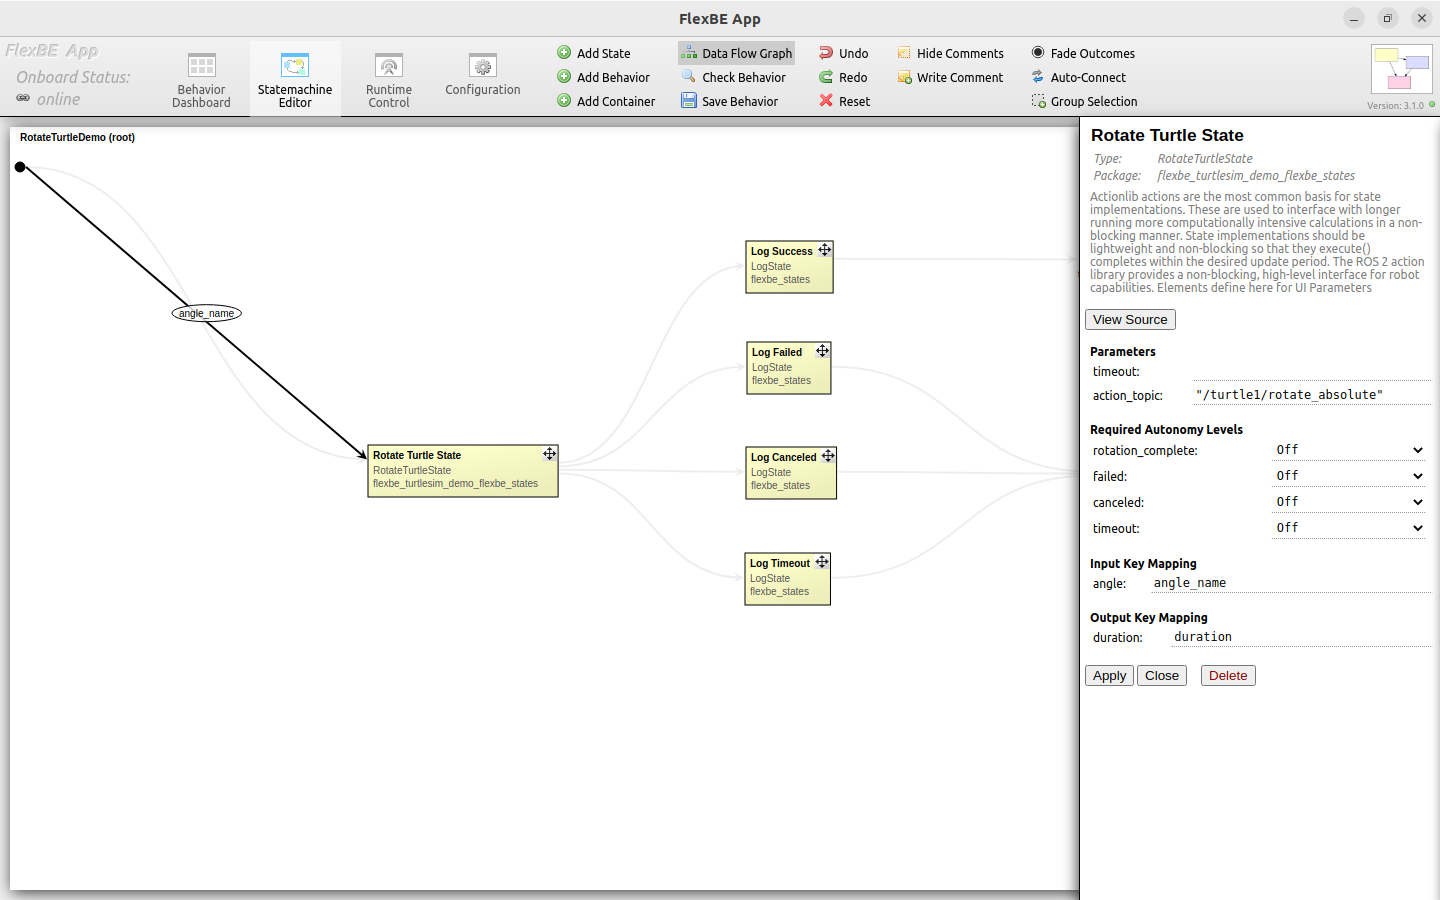 FlexBE App
FlexBE App
Onboard Status:
online
Behavior
Dashboard
Statemachine
Editor
Runtime
Control
Configuration
Add State
Add Behavior
Add Container
Data Flow Graph
Check Behavior
Save Behavior
Undo
Redo
Reset
Hide Comments
Write Comment
Fade Outcomes
Auto-Connect
Group Selection
Version: 3.1.0
RotateTurtleDemo (root)
angle_name
Rotate Turtle State
RotateTurtleState
flexbe_turtlesim_demo_flexbe_states
Log Success
LogState
flexbe_states
Log Failed
LogState
flexbe_states
Log Canceled
LogState
flexbe_states
Log Timeout
LogState
flexbe_states
Rotate Turtle State
Type: RotateTurtleState
Package: flexbe_turtlesim_demo_flexbe_states
Actionlib actions are the most common basis for state
implementations. These are used to interface with longer
running more computationally intensive calculations in a non-
blocking manner. State implementations should be
lightweight and non-blocking so that they execute()
completes within the desired update period. The ROS 2 action
library provides a non-blocking, high-level interface for robot
capabilities. Elements define here for UI Parameters
View Source
Parameters
timeout:
action_topic: "/turtle1/rotate_absolute"
Required Autonomy Levels
rotation_complete: Off
failed: Off
canceled: Off
timeout: Off
Input Key Mapping
angle: angle_name
Output Key Mapping
duration: duration
Apply Close Delete